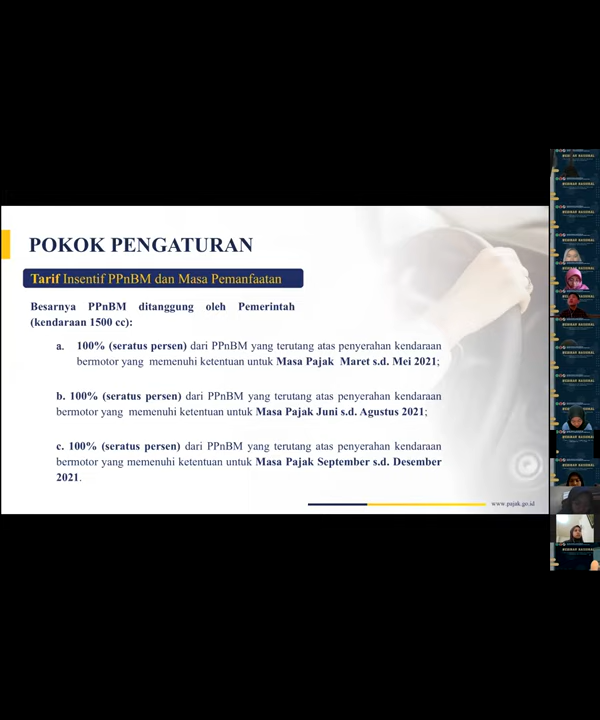 POKOK PENGATURAN
Tarif Insentif PPnBM dan Masa Pemanfaatan
Besarnya PPnBM ditanggung oleh Pemerintah
(kendaraan 1500 cc):
a. 100% (seratus persen) dari PPnBM yang terutang atas penyerahan kendaraan
bermotor yang memenuhi ketentuan untuk Masa Pajak Maret s.d. Mei 2021;
b. 100% (seratus persen) dari PPnBM yang terutang atas penyerahan kendaraan
bermotor yang memenuhi ketentuan untuk Masa Pajak Juni s.d. Agustus 2021;
c. 100% (seratus persen) dari PPnBM yang terutang atas penyerahan kendaraan
bermotor yang memenuhi ketentuan untuk Masa Pajak September s.d. Desember
2021.
www.pajak.go.id